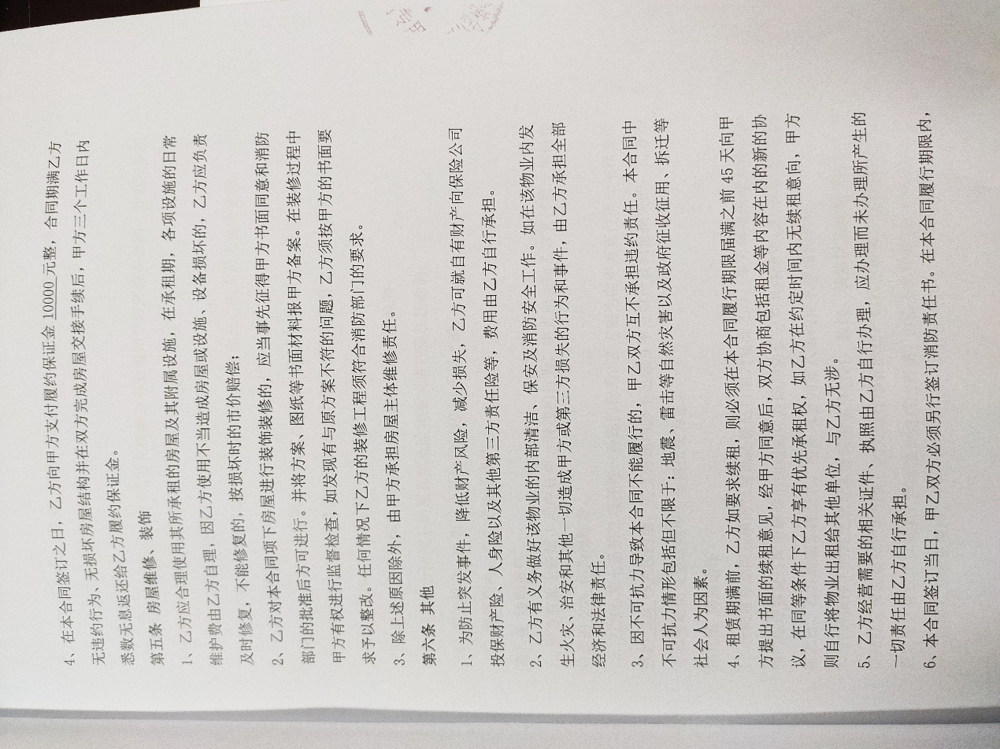 4、在本合同签订之日，乙方向甲方支付履约保证金 10000 元整，合同期满乙方
无违约行为、无损坏房屋结构并在双方完成房屋交接手续后，甲方三个工作日内
悉数无息返还给乙方履约保证金。
第五条 房屋维修、装饰
1、乙方应合理使用其所承租的房屋及其附属设施，在承租期，各项设施的日常
维护费由乙方自理，因乙方使用不当造成房屋或设施、设备损坏的，乙方应负责
及时修复，不能修复的，按损坏时的市价赔偿；
2、乙方对本合同项下房屋进行装饰装修的，应当事先征得甲方书面同意和消防
部门的批准后方可进行。并将方案、图纸等书面材料报甲方备案。在装修过程中
甲方有权进行监督检查，如发现有与原方案不符的问题，乙方须按甲方的书面要
求予以整改。任何情况下乙方的装修工程须符合消防部门的要求。
3、除上述原因除外，由甲方承担房屋主体维修责任。
第六条 其他
1、为防止突发事件，降低财产风险，减少损失，乙方可就自有财产向保险公司
投保财产险、人身险以及其他第三方责任险等，费用由乙方自行承担。
2、乙方有义务做好该物业的内部清洁、保安及消防安全工作。如在该物业内发
生火灾、治安和其他一切造成甲方或第三方损失的行为和事件，由乙方承担全部
经济和法律责任。
3、因不可抗力导致本合同不能履行的，甲乙双方互不承担违约责任。本合同中
不可抗力情形包括但不限于：地震、雷击等自然灾害以及政府征收征用、拆迁等
社会人为因素。
4、租赁期满前，乙方如要求续租，则必须在本合同履行期限届满之前 45 天向甲
方提出书面的续租意见，经甲方同意后，双方协商包括租金等内容在内的新的协
议，在同等条件下乙方享有优先承租权，如乙方在约定时间内无续租意向，甲方
则自行将物业出租给其他单位，与乙方无涉。
5、乙方经营需要的相关证件、执照由乙方自行办理，应办理而未办理所产生的
一切责任由乙方自行承担。
6、本合同签订当日，甲乙双方必须另行签订消防责任书。在本合同履行期限内，